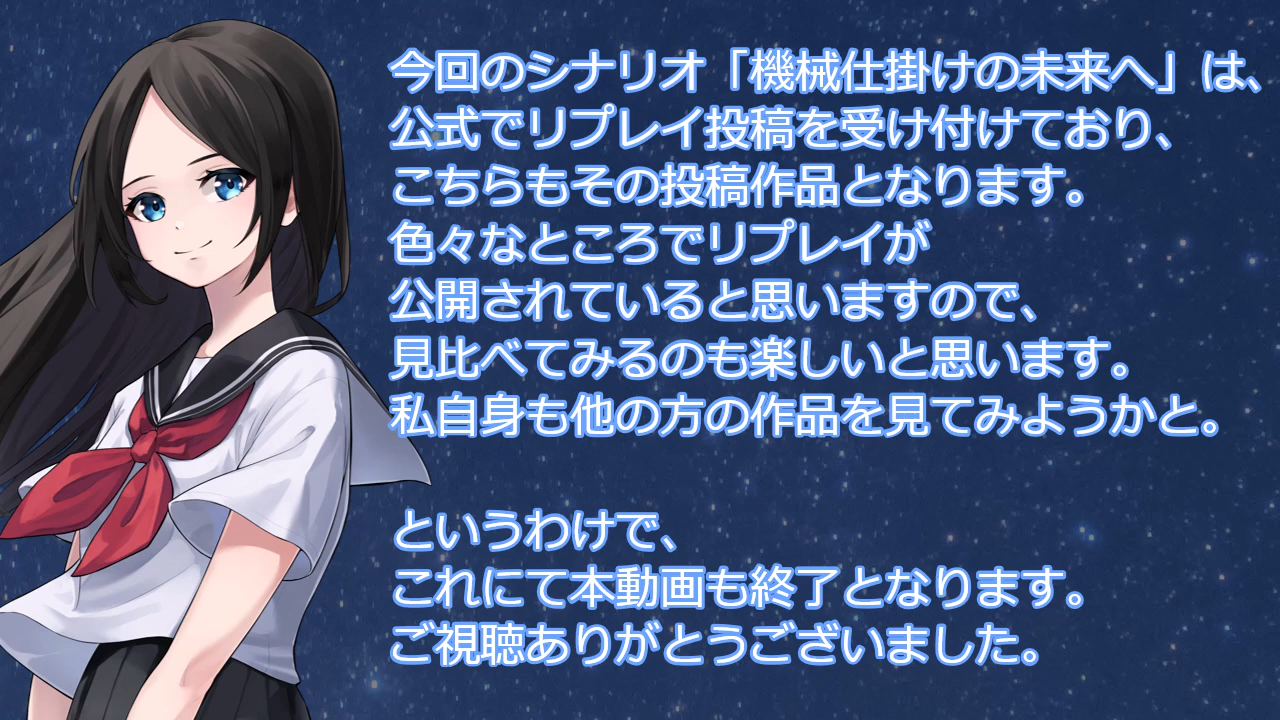 今回のシナリオ「機械仕掛けの未来へ」は、
公式でリプレイ投稿を受け付けており、
こちらもその投稿作品となります。
色々なところでリプレイが
公開されていると思いますので、
見比べてみるのも楽しいと思います。
私自身も他の方の作品を見てみようかと。
というわけで、
これにて本動画も終了となります。
ご視聴ありがとうございました。